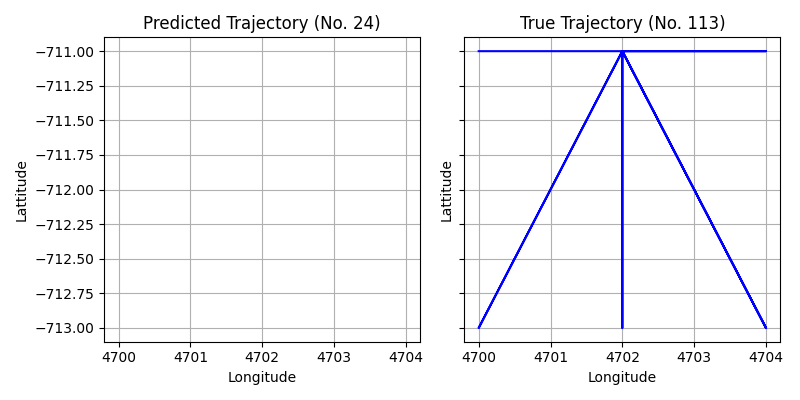 Predicted Trajectory (No. 24)
True Trajectory (No. 113)
−711.00
−711.25
−711.50
−711.75
−712.00
−712.25
−712.50
−712.75
−713.00
Lattitude
Lattitude
4700 4701 4702 4703 4704
4700 4701 4702 4703 4704
Longitude
Longitude